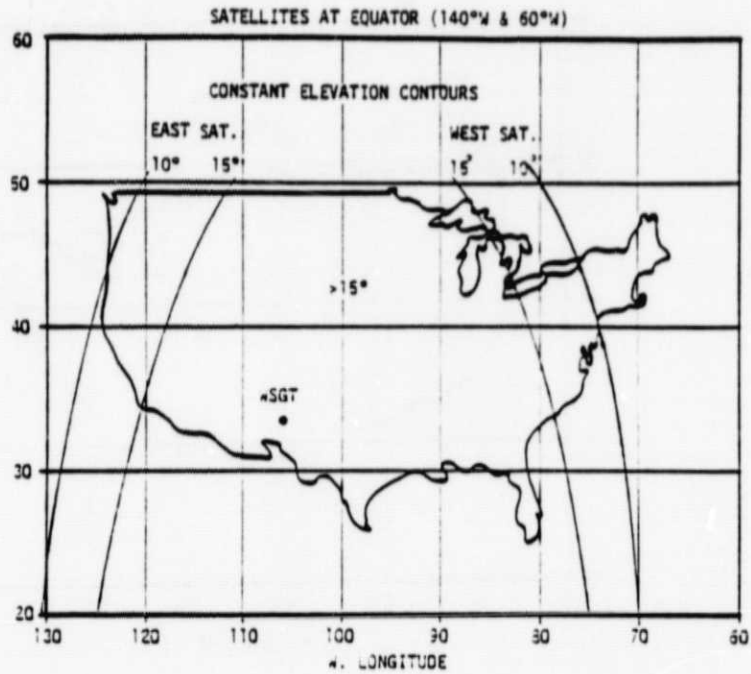 SATELLITES AT EQUATOR (140°W & 60°W)
60
CONSTANT ELEVATION CONTOURS
EAST SAT. WEST SAT.
10° 15° 15° 10°
50
>15°
40
WSGT
30
20
130 120 110 100 90 80 70 60
W. LONGITUDE